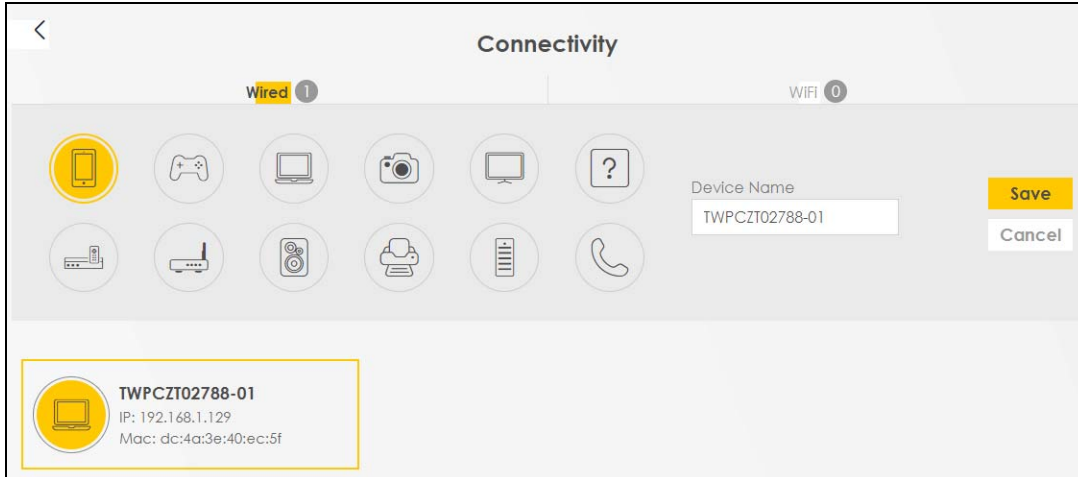 Connectivity
Wired 1
WiFi 0
?
Device Name
TWPCZT02788-01
Save
Cancel
TWPCZT02788-01
IP: 192.168.1.129
Mac: dc:4a:3e:40:ec:5f